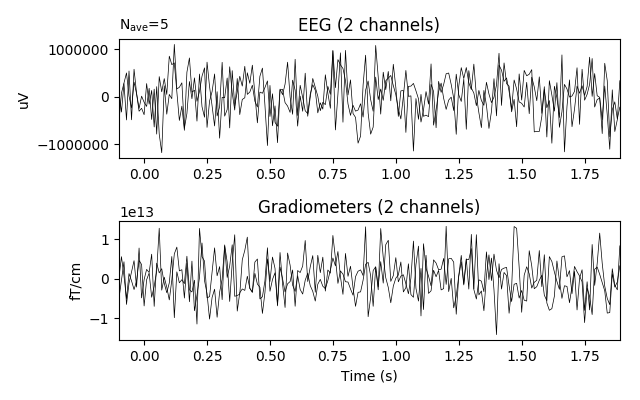 Nave=5
EEG (2 channels)
1000000
0
−1000000
uV
0.00 0.25 0.50 0.75 1.00 1.25 1.50 1.75
1e13
Gradiometers (2 channels)
1
0
−1
fT/cm
0.00 0.25 0.50 0.75 1.00 1.25 1.50 1.75
Time (s)